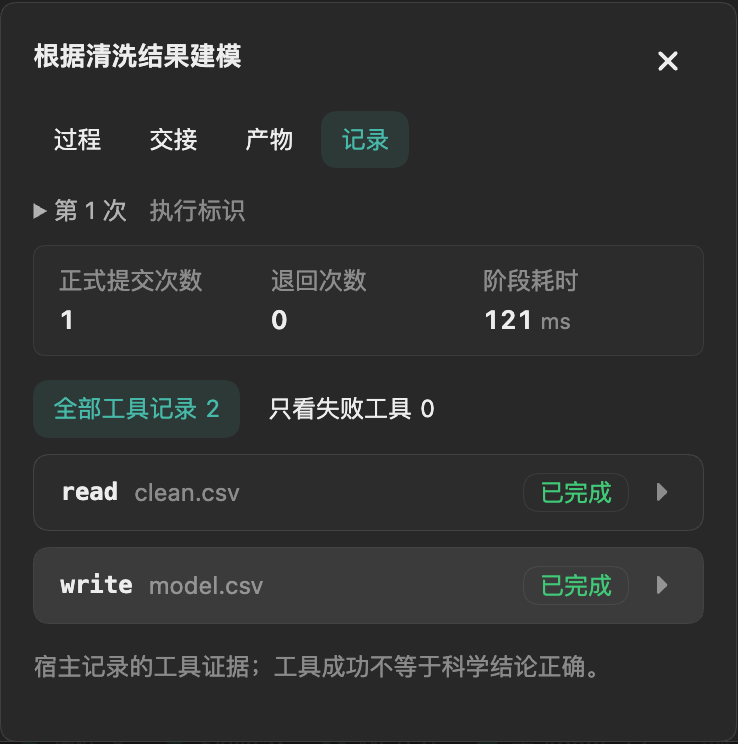 根据清洗结果建模
过程 交接 产物 记录
第 1 次 执行标识
正式提交次数 退回次数 阶段耗时
1 0 121 ms
全部工具记录 2 只看失败工具 0
read clean.csv 已完成
write model.csv 已完成
宿主记录的工具证据；工具成功不等于科学结论正确。